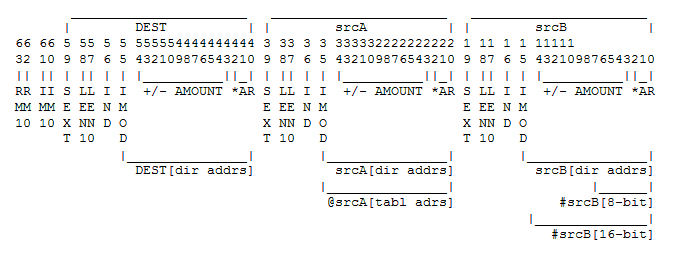 DEST srcA srcB
66 66 5 55 5 5 555554444444444 3 33 3 3 333332222222222 1 11 1 1 11111
32 10 9 87 6 5 432109876543210 9 87 6 5 432109876543210 9 87 6 5 432109876543210
RR II S LL I I +/- AMOUNT *AR S LL I I +/- AMOUNT *AR S LL I I +/- AMOUNT *AR
MM MM E EE N M E EE N M E EE N M
10 10 X NN D O X NN D O X NN D O
T 10 D T 10 D T 10 D
DEST[dir addrs] srcA[dir addrs] srcB[dir addrs]
@srcA[tabl adrs] #srcB[8-bit]
#srcB[16-bit]